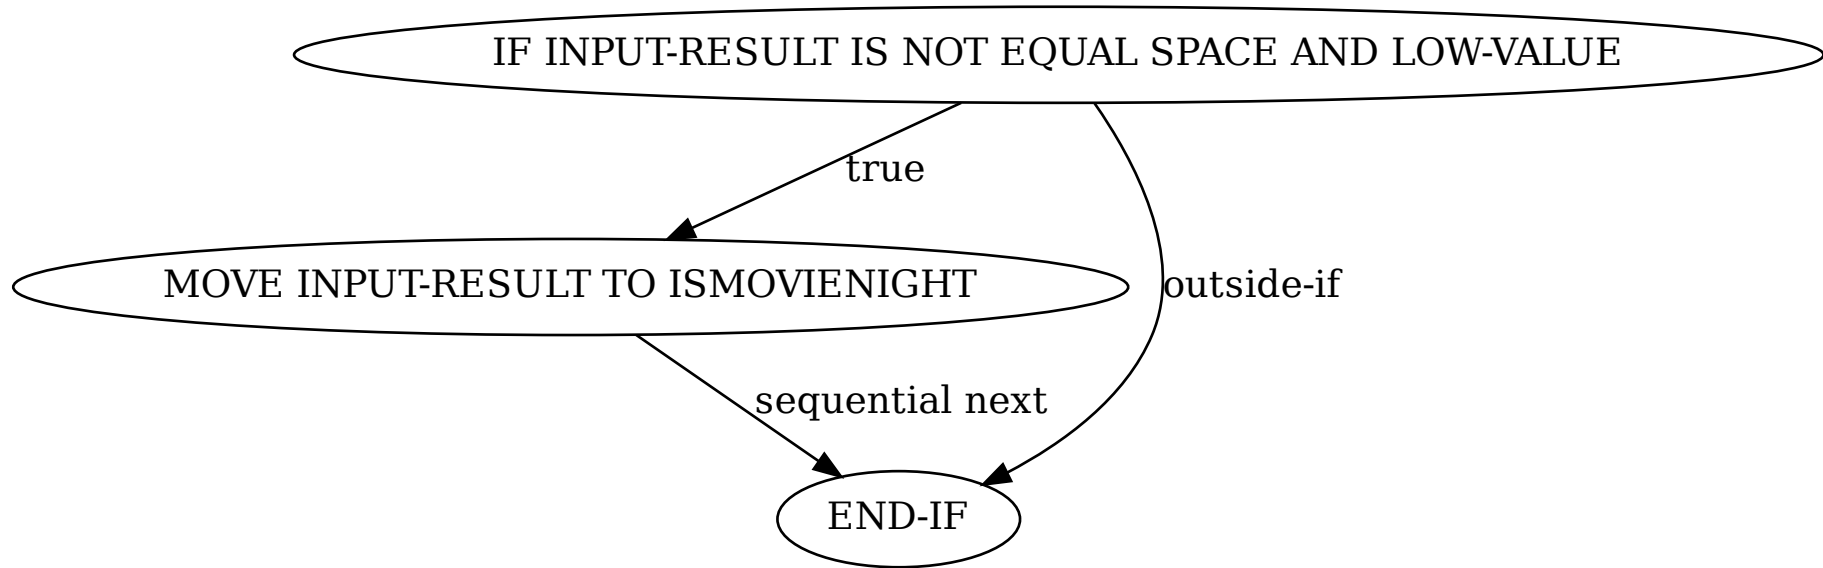 IF INPUT-RESULT IS NOT EQUAL SPACE AND LOW-VALUE
true
MOVE INPUT-RESULT TO ISMOVIENIGHT
outside-if
sequential next
END-IF